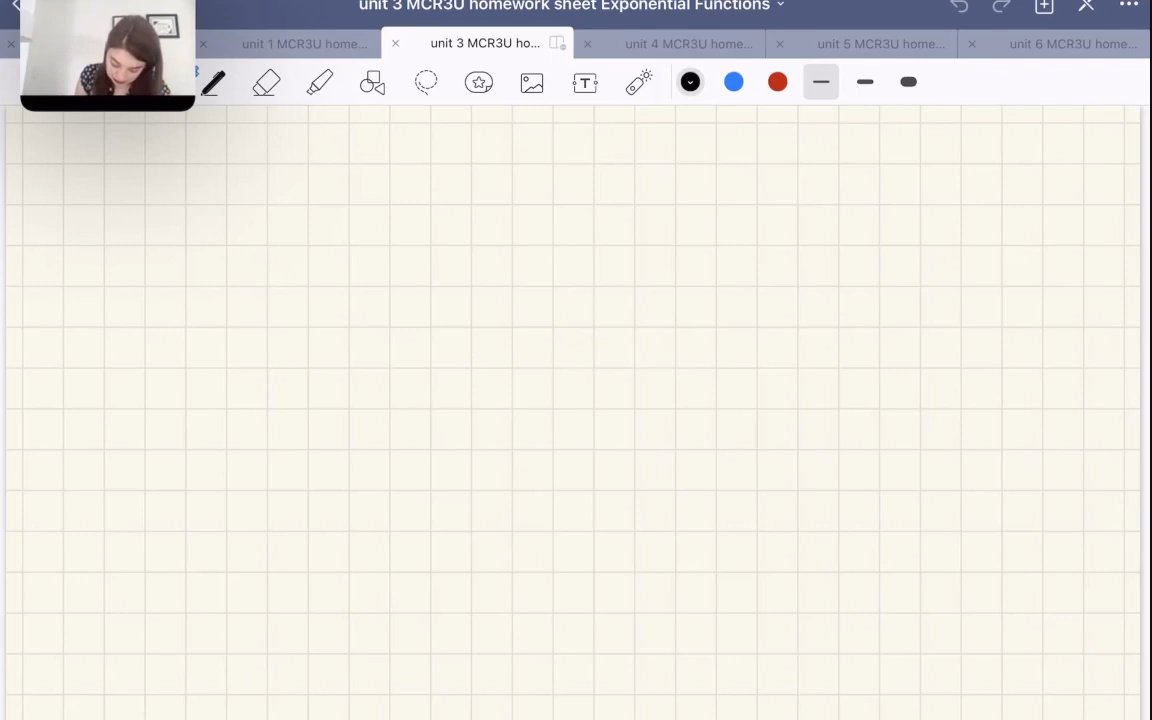 unit 3 MCR3U homework sheet Exponential Functions
unit 1 MCR3U home...
unit 3 MCR3U ho...
unit 4 MCR3U home...
unit 5 MCR3U home...
unit 6 MCR3U home...
T